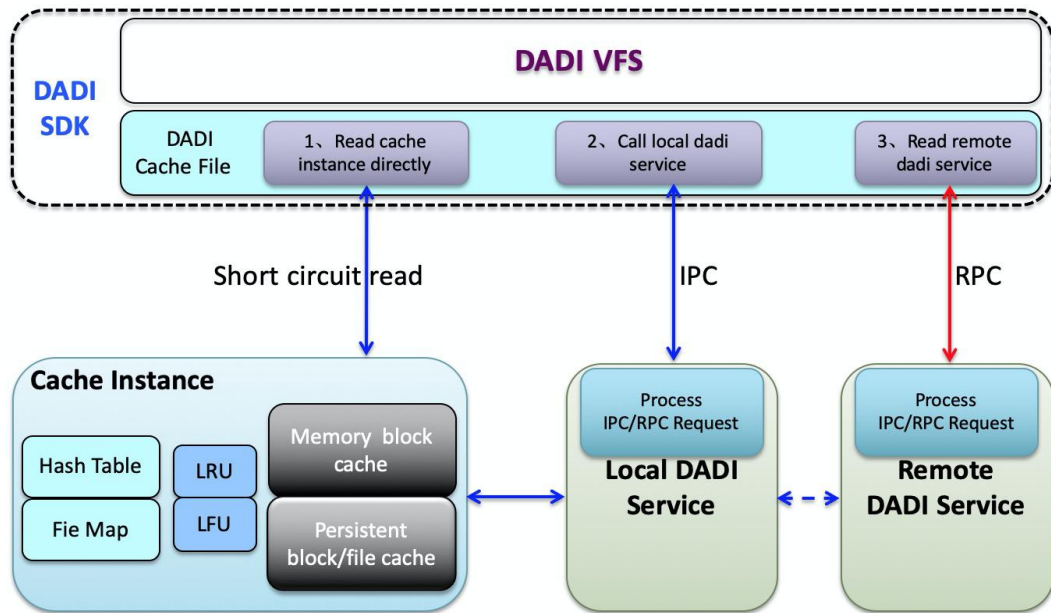 DADI VFS
DADI
SDK
DADI
Cache File
1、Read cache
instance directly
2、Call local dadi
service
3、Read remote
dadi service
Short circuit read
IPC
RPC
Cache Instance
Hash Table
Fie Map
LRU
LFU
Memory block
cache
Persistent
block/file cache
Process
IPC/RPC Request
Local DADI
Service
Process
IPC/RPC Request
Remote
DADI Service